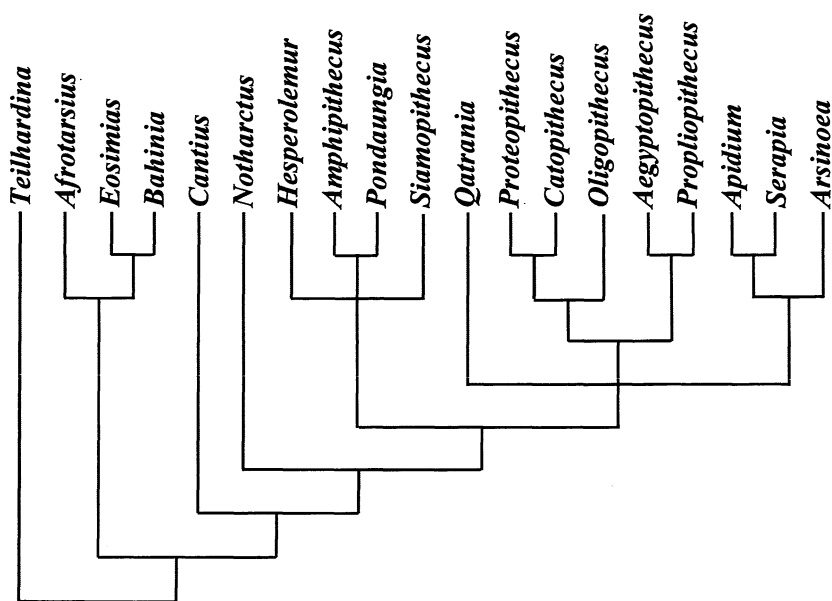 Teilhardina
Afrotarsius
Eosimias
Bahinia
Cantius
Notharctus
Hesperolemur
Amphipithecus
Pondaungia
Siamopithecus
Qatrania
Proteopithecus
Catopithecus
Oligopithecus
Aegyptopithecus
Propliopithecus
Apidium
Serapia
Arsinoea